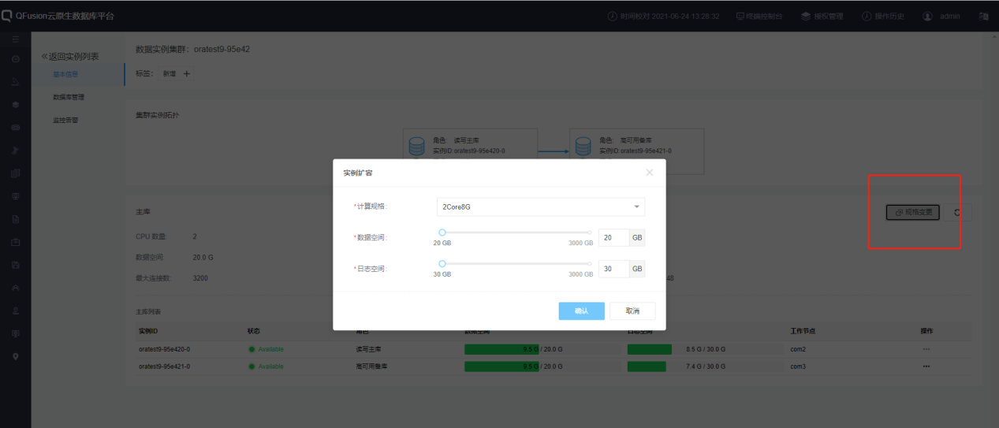 QFusion云原生数据库平台
时间校对 2021-06-24 13:28:32
终端控制台
授权管理
操作历史
admin
《返回实例列表
基本信息
数据库管理
监控告警
数据实例集群: oratest9-95e42
标签: 新增 +
集群实例拓扑
角色: 读写主库
实例ID:oratest9-95e420-0
角色: 高可用备库
实例ID:oratest9-95e421-0
实例扩容
*计算规格:
2Core8G
*数据空间:
20 GB
3000 GB
20 GB
*日志空间:
30 GB
3000 GB
30 GB
确认
取消
主库
规格变更
CPU 数量: 2
数据空间: 20.0 G
最大连接数: 3200
48
主库列表
实例ID 状态 角色 数据空间 日志空间 工作节点 操作
oratest9-95e420-0 Available 读写主库 9.5 G / 20.0 G 8.5 G / 30.0 G com2 ···
oratest9-95e421-0 Available 高可用备库 9.5 G / 20.0 G 7.4 G / 30.0 G com3 ···